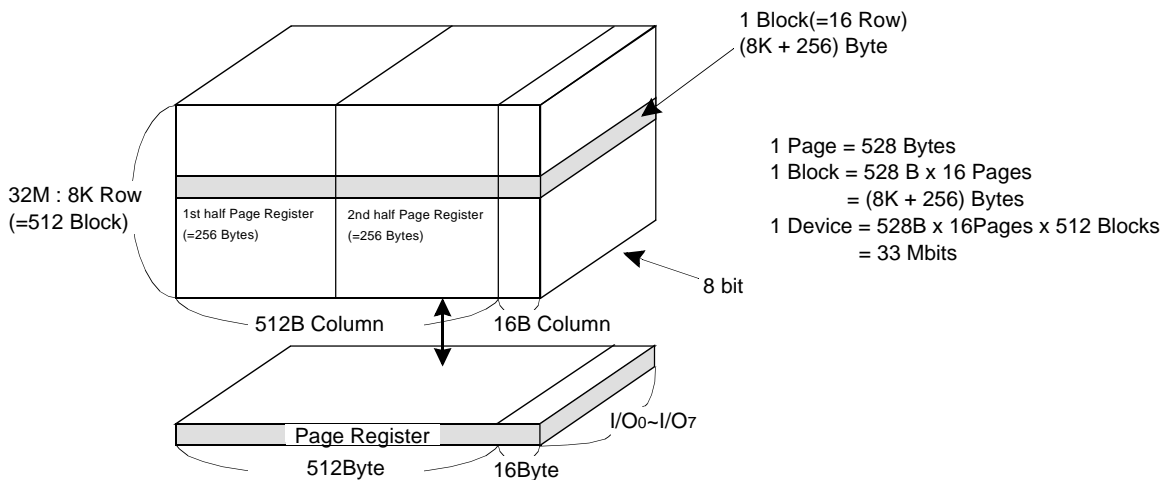 1 Block(=16 Row)
(8K + 256) Byte
32M : 8K Row
(=512 Block)
1st half Page Register
(=256 Bytes)
2nd half Page Register
(=256 Bytes)
1 Page = 528 Bytes
1 Block = 528 B x 16 Pages
= (8K + 256) Bytes
1 Device = 528B x 16Pages x 512 Blocks
= 33 Mbits
8 bit
512B Column
16B Column
Page Register
I/O0~I/O7
512Byte
16Byte